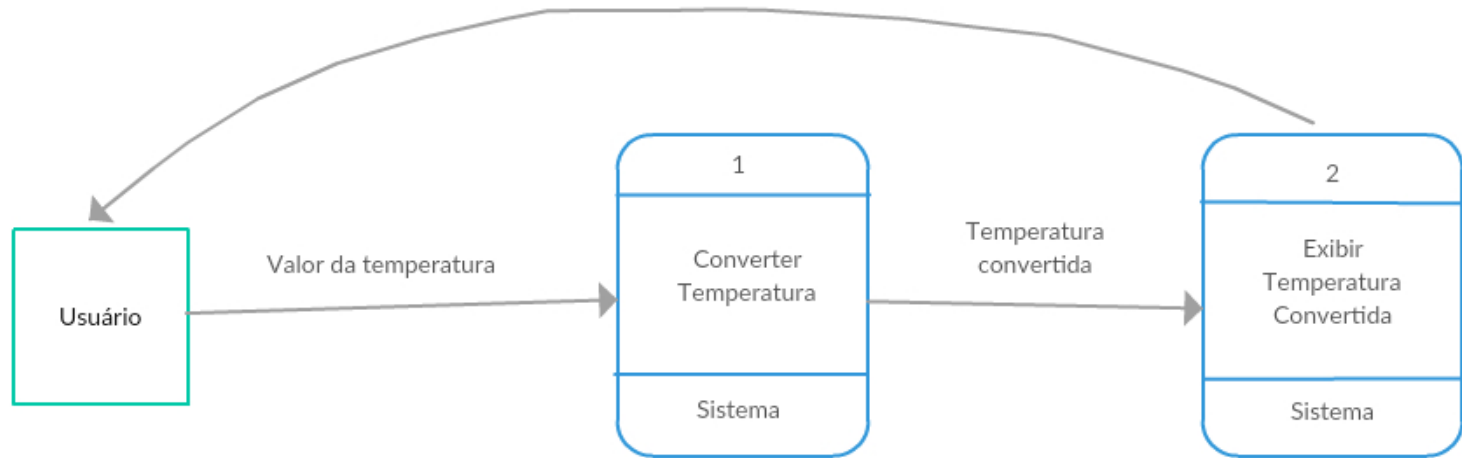 Usuário
Valor da temperatura
1
Converter
Temperatura
Sistema
Temperatura
convertida
2
Exibir
Temperatura
Convertida
Sistema